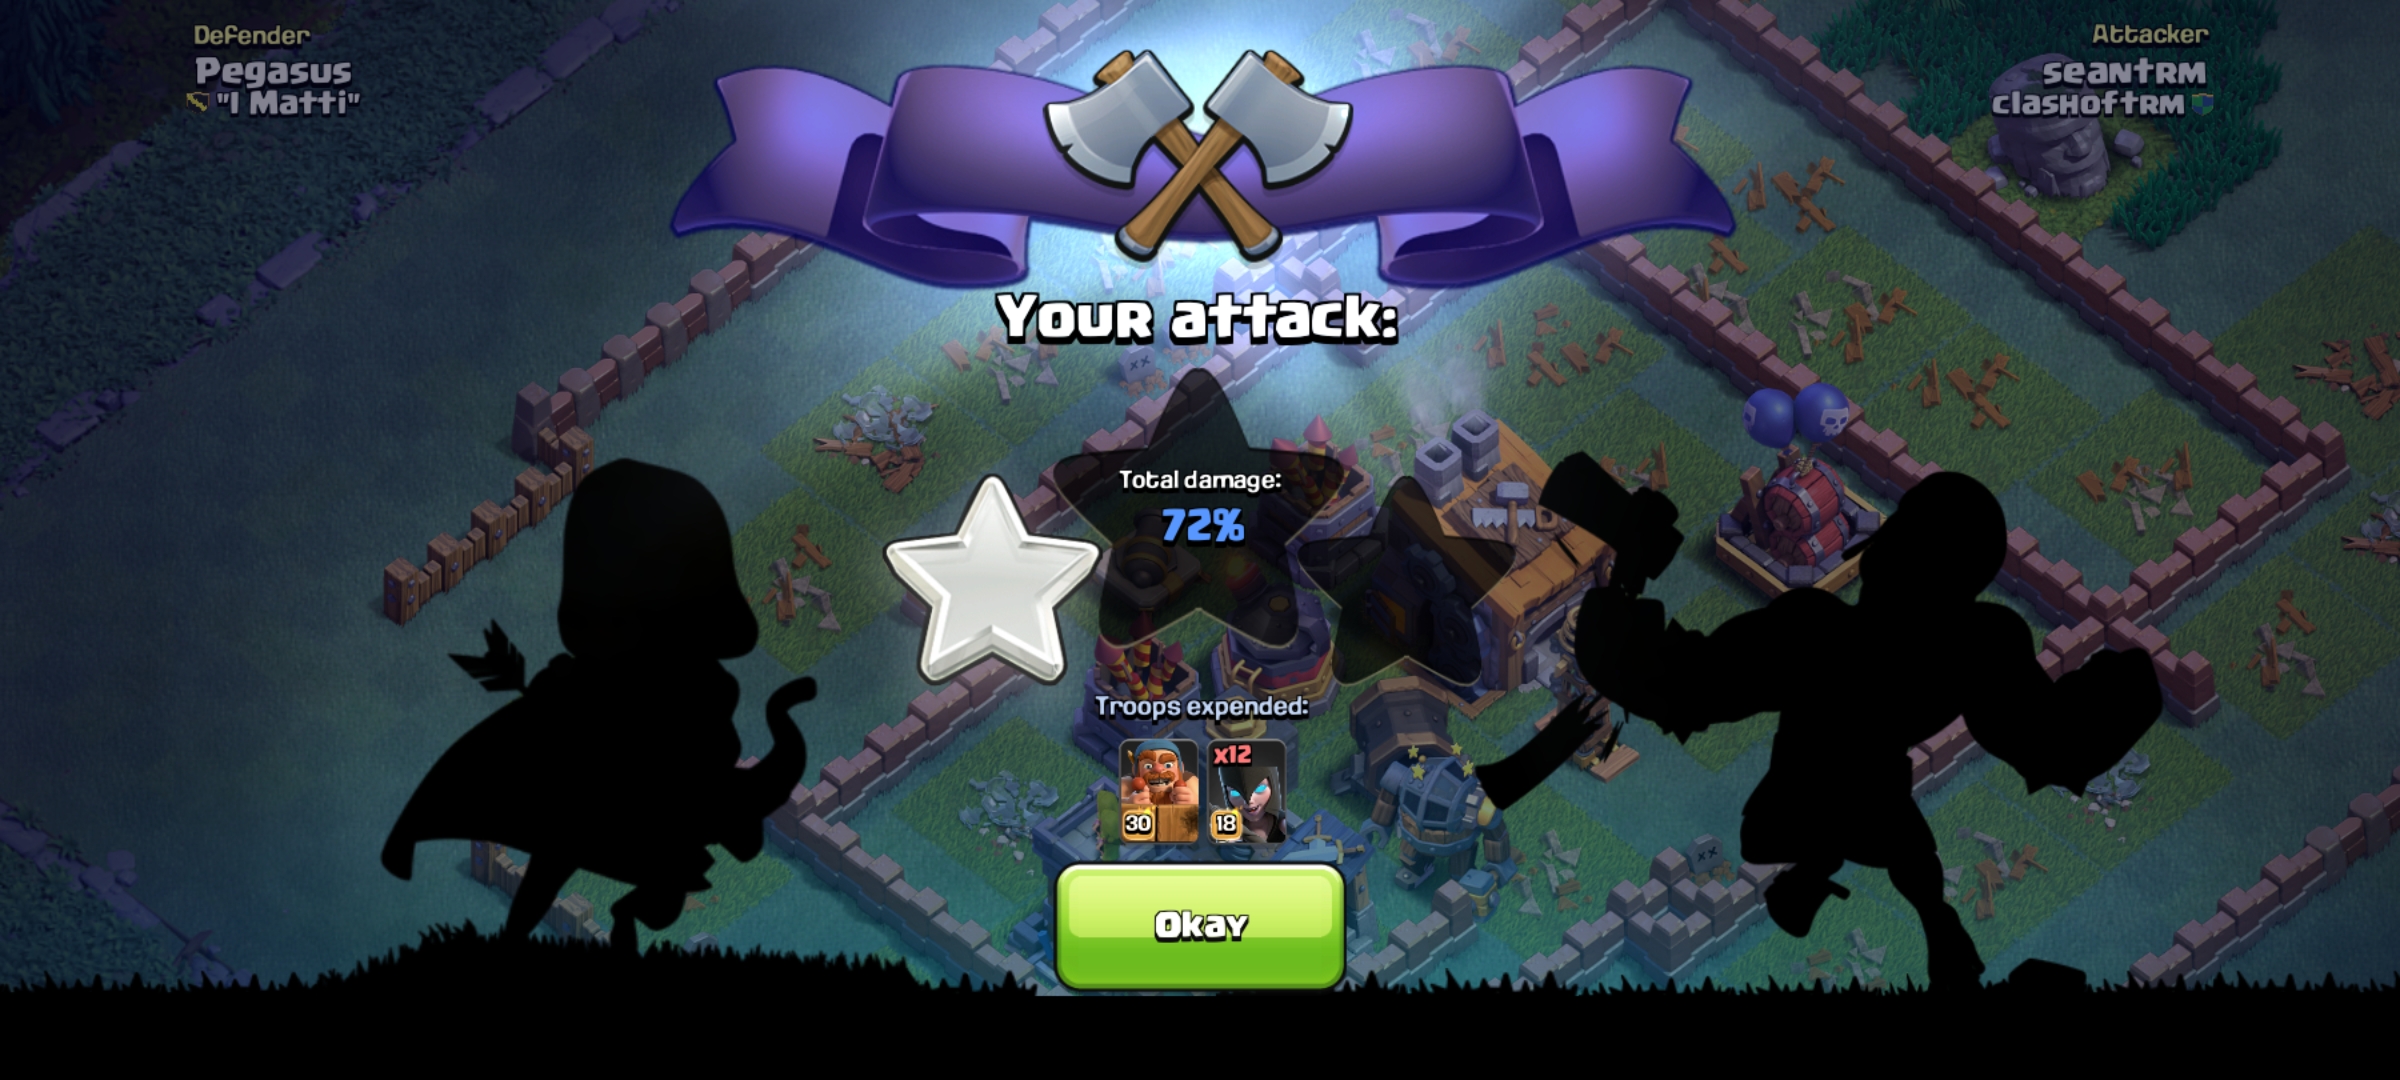 Defender
Pegasus
"I Matti"
Attacker
seantRM
clashoftRM
Your attack:
Total damage:
72%
Troops expended:
x12
30
18
Okay